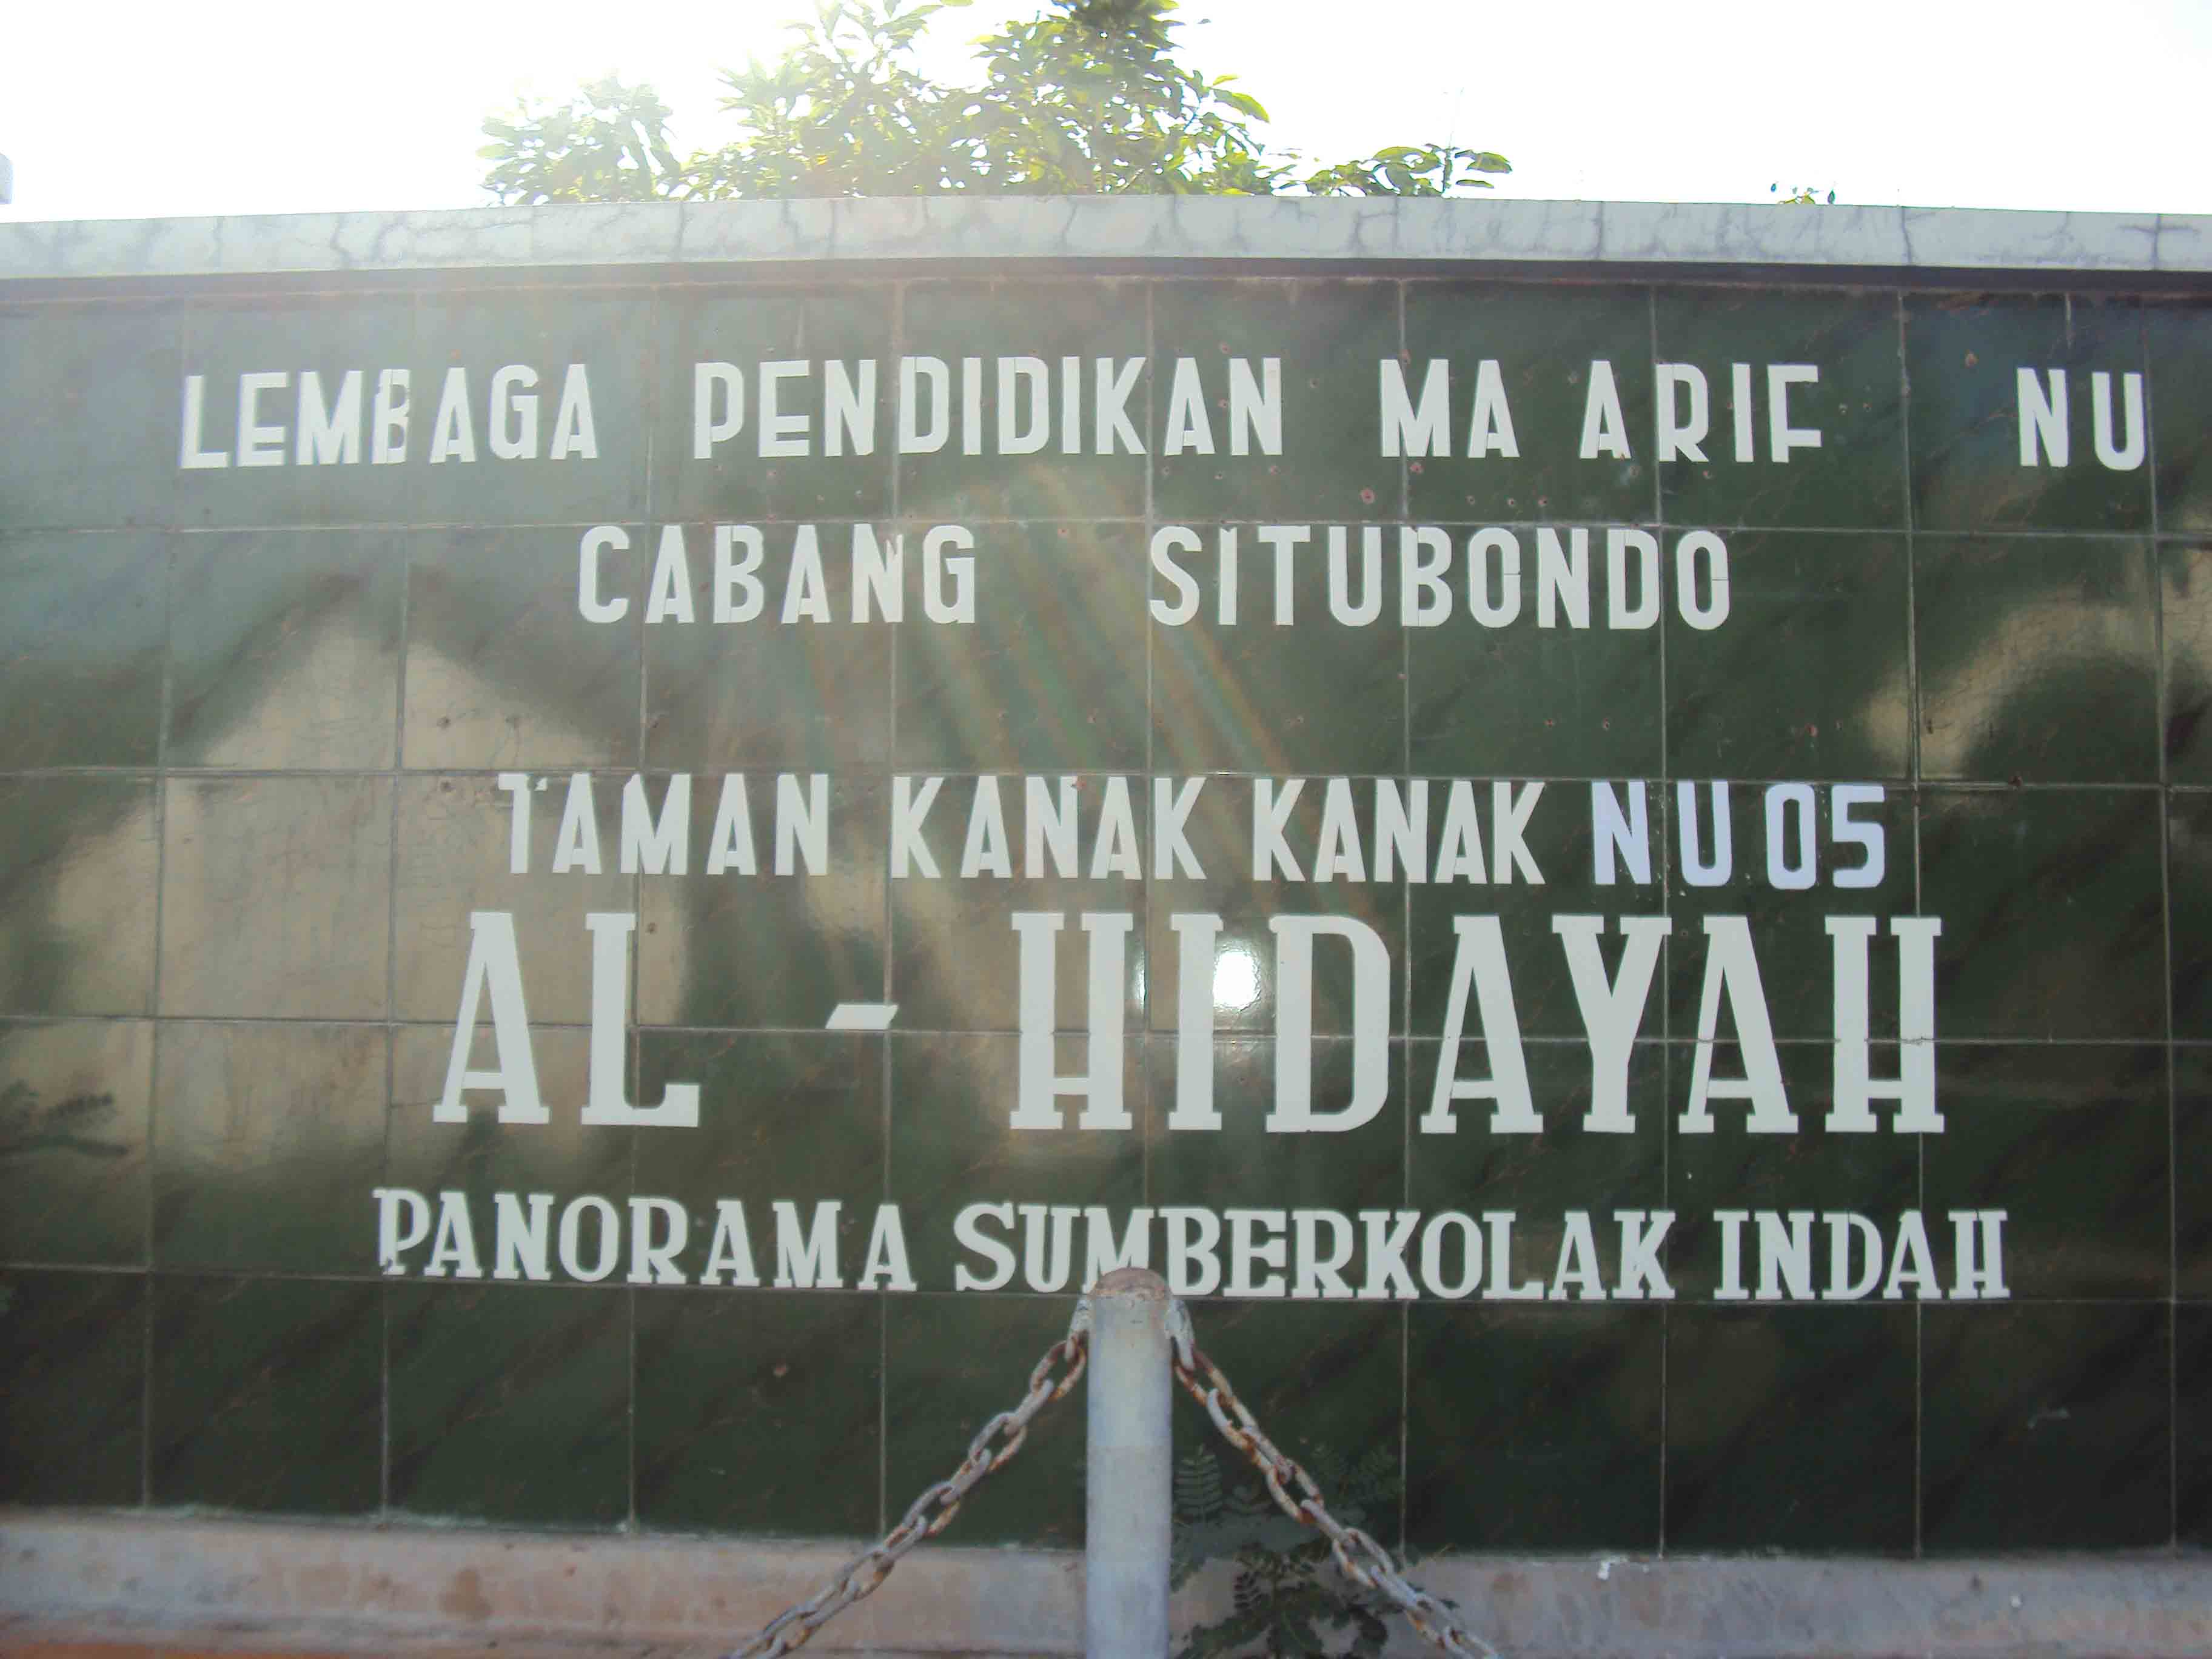 LEMBAGA PENDIDIKAN MA ARIF NU
CABANG SITUBONDO
TAMAN KANAK KANAK NU 05
AL - HIDAYAH
PANORAMA SUMBERKOLAK INDAH